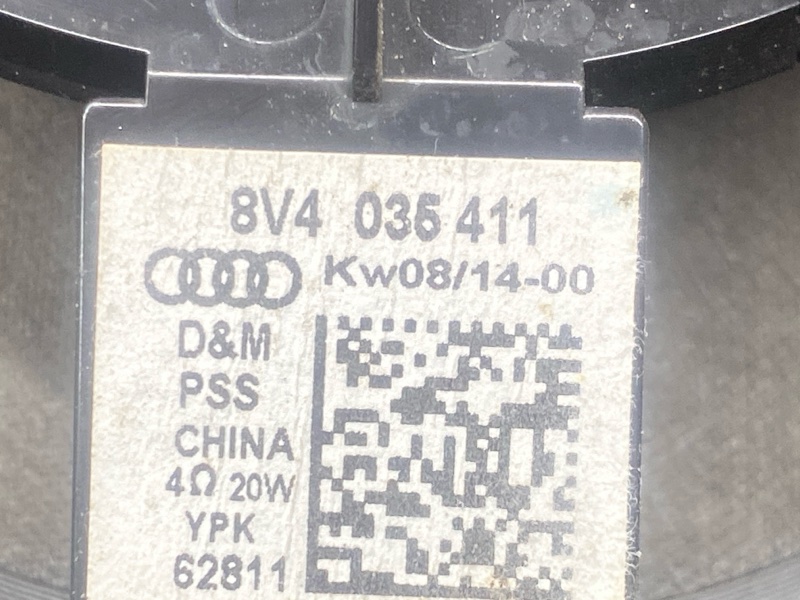 8V4 035 411
Kw08/14-00
D&M
PSS
CHINA
4Ω 20W
YPK
62811